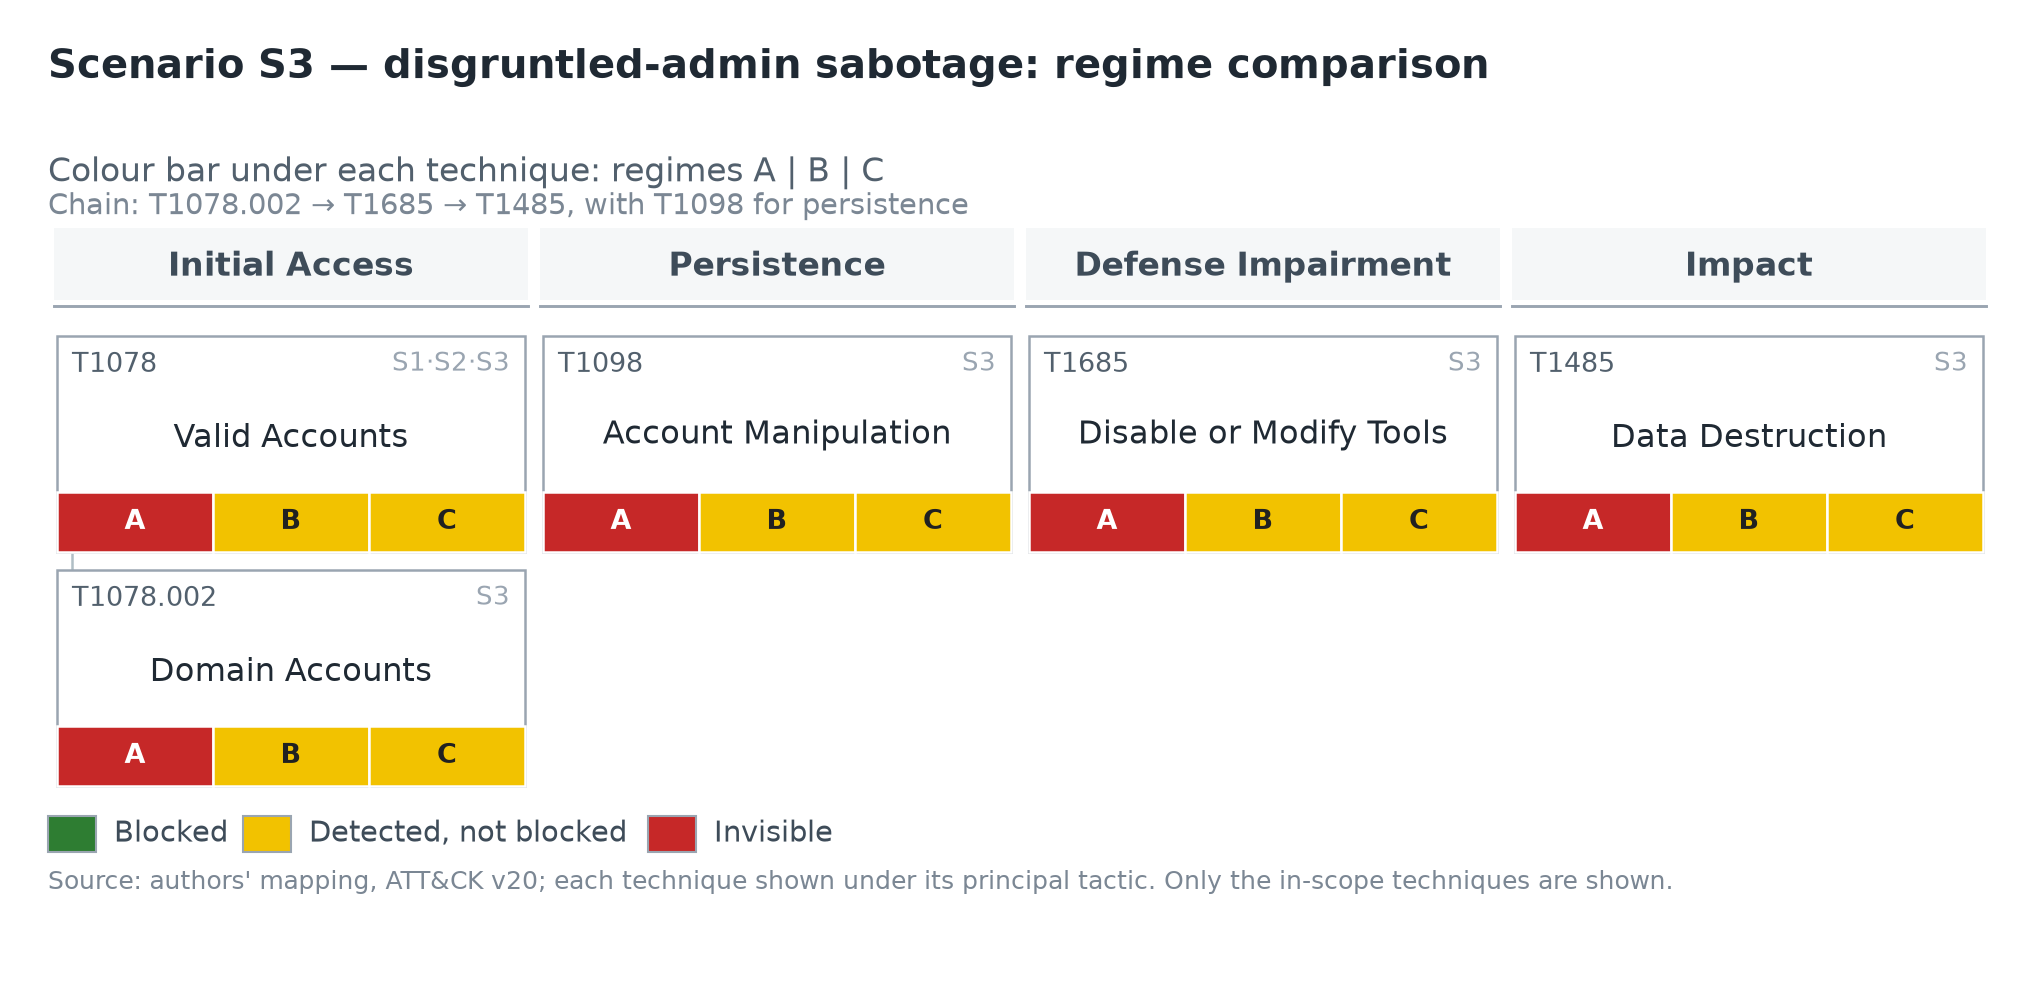 Scenario S3 — disgruntled-admin sabotage: regime comparison
Colour bar under each technique: regimes A | B | C
Chain: T1078.002 → T1685 → T1485, with T1098 for persistence
Initial Access Persistence Defense Impairment Impact
T1078 S1·S2·S3 T1098 S3 T1685 S3 T1485 S3
Valid Accounts Account Manipulation Disable or Modify Tools Data Destruction
A B C A B C A B C A B C
T1078.002 S3
Domain Accounts
A B C
Blocked Detected, not blocked Invisible
Source: authors' mapping, ATT&CK v20; each technique shown under its principal tactic. Only the in-scope techniques are shown.